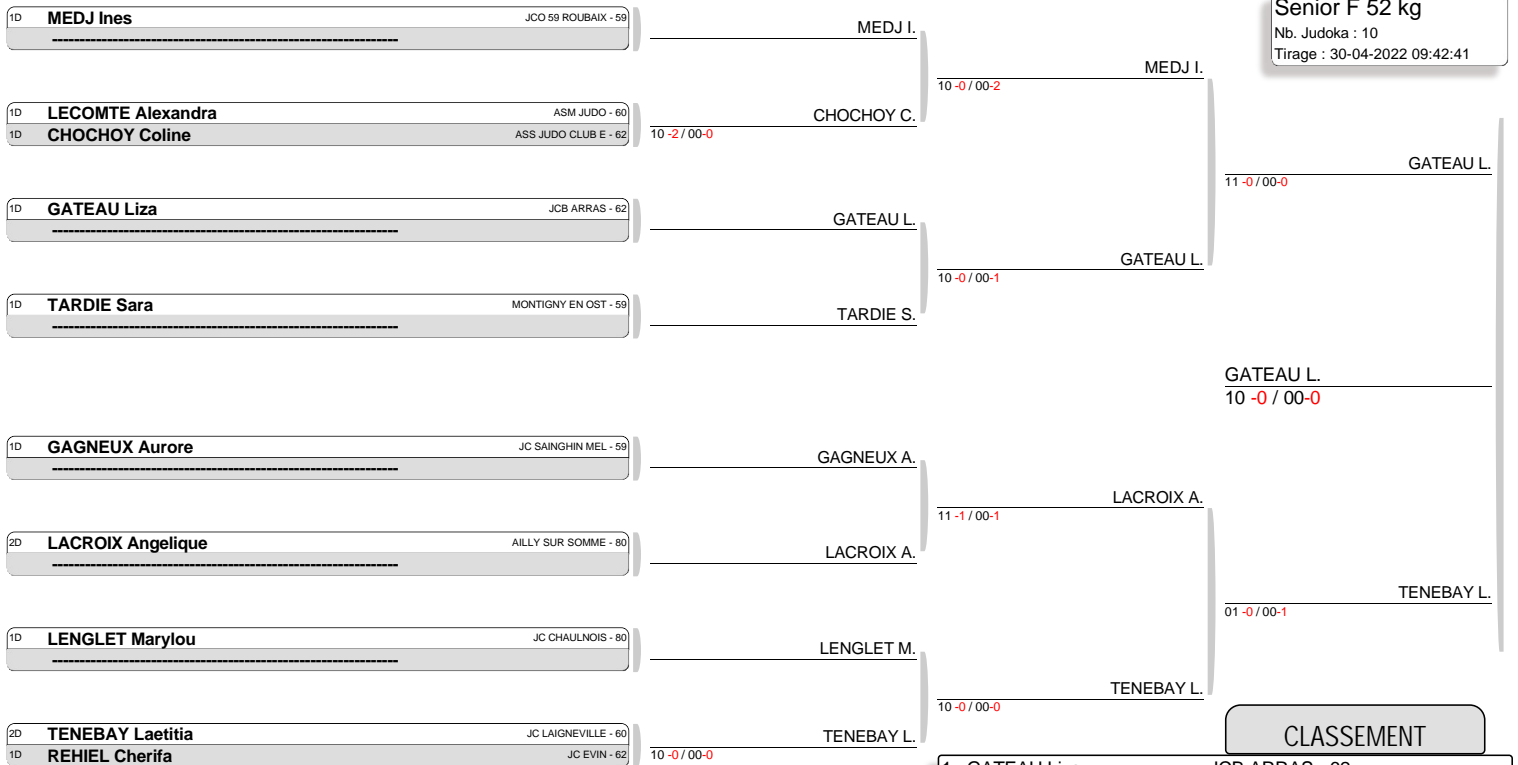 Senior F 52 kg
Nb. Judoka : 10
Tirage : 30-04-2022 09:42:41
1D MEDJ Ines JCO 59 ROUBAIX - 59
----------------------------------------------------------------
MEDJ I.
MEDJ I.
10 -0 / 00-2
1D LECOMTE Alexandra ASM JUDO - 60
1D CHOCHOY Coline ASS JUDO CLUB E - 62
CHOCHOY C.
10 -2 / 00-0
GATEAU L.
11 -0 / 00-0
1D GATEAU Liza JCB ARRAS - 62
----------------------------------------------------------------
GATEAU L.
GATEAU L.
10 -0 / 00-1
1D TARDIE Sara MONTIGNY EN OST - 59
----------------------------------------------------------------
TARDIE S.
GATEAU L.
10 -0 / 00-0
1D GAGNEUX Aurore JC SAINGHIN MEL - 59
----------------------------------------------------------------
GAGNEUX A.
LACROIX A.
11 -1 / 00-1
2D LACROIX Angelique AILLY SUR SOMME - 80
----------------------------------------------------------------
LACROIX A.
TENEBAY L.
01 -0 / 00-1
1D LENGLET Marylou JC CHAULNOIS - 80
----------------------------------------------------------------
LENGLET M.
TENEBAY L.
10 -0 / 00-0
2D TENEBAY Laetitia JC LAIGNEVILLE - 60
1D REHIEL Cherifa JC EVIN - 62
TENEBAY L.
10 -0 / 00-0
CLASSEMENT